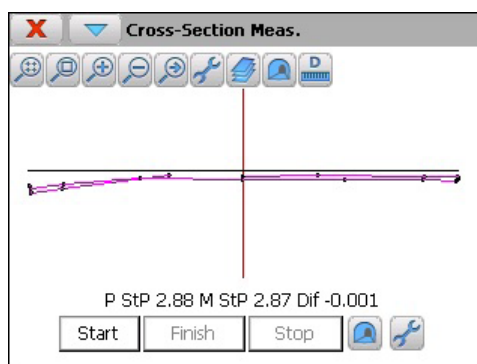 X Cross-Section Meas.
D
P StP 2.88 M StP 2.87 Dif -0.001
Start Finish Stop